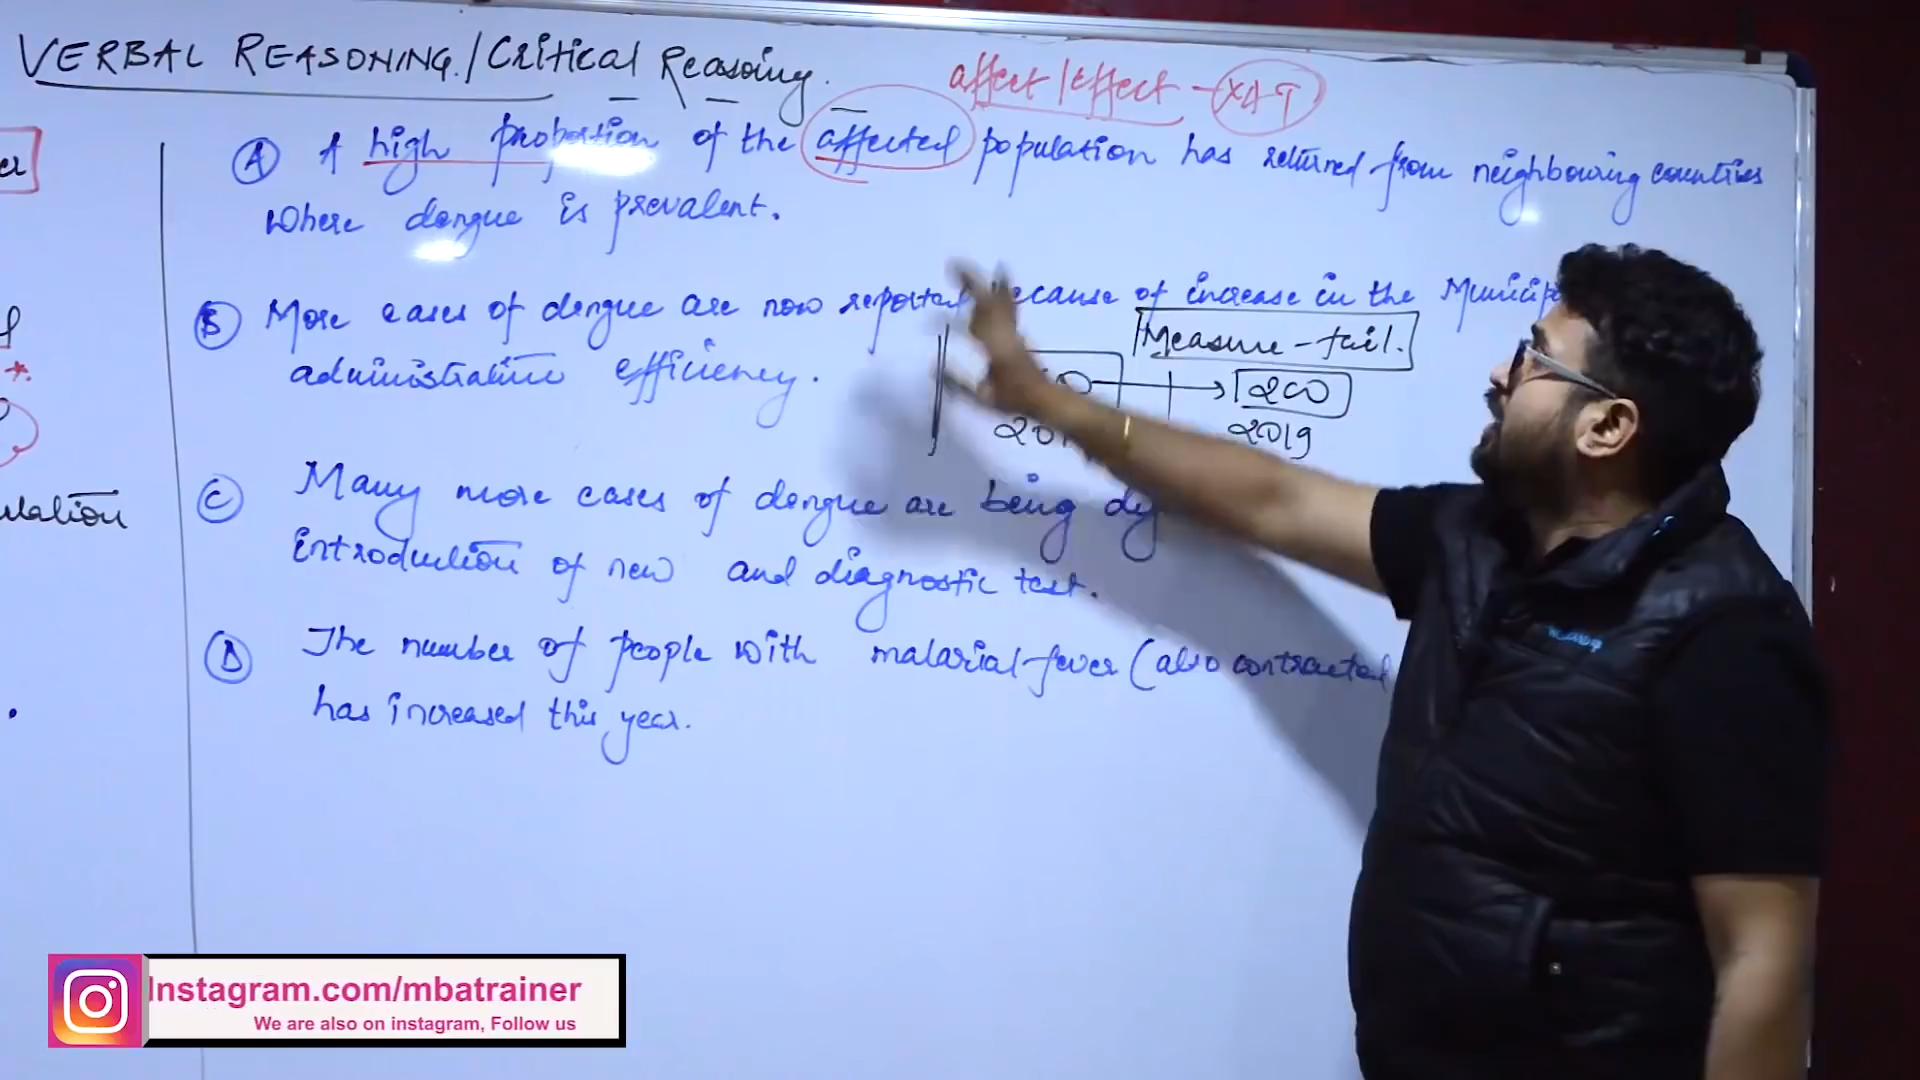 VERBAL REASONING / Critical Reasoing.
affect / effect - XAT
A A high proportion of the affected population has returned from neighbouring countries
where dengue is prevalent.
B More cases of dengue are now reported because of increase in the Municip
administrative efficiency.
Measure - fail.
200
2019
C Many more cases of dengue are being
introduction of new and diagnostic test.
D The number of people with malarial fever (also contracted
has increased this year.
Instagram.com/mbatrainer
We are also on instagram, Follow us